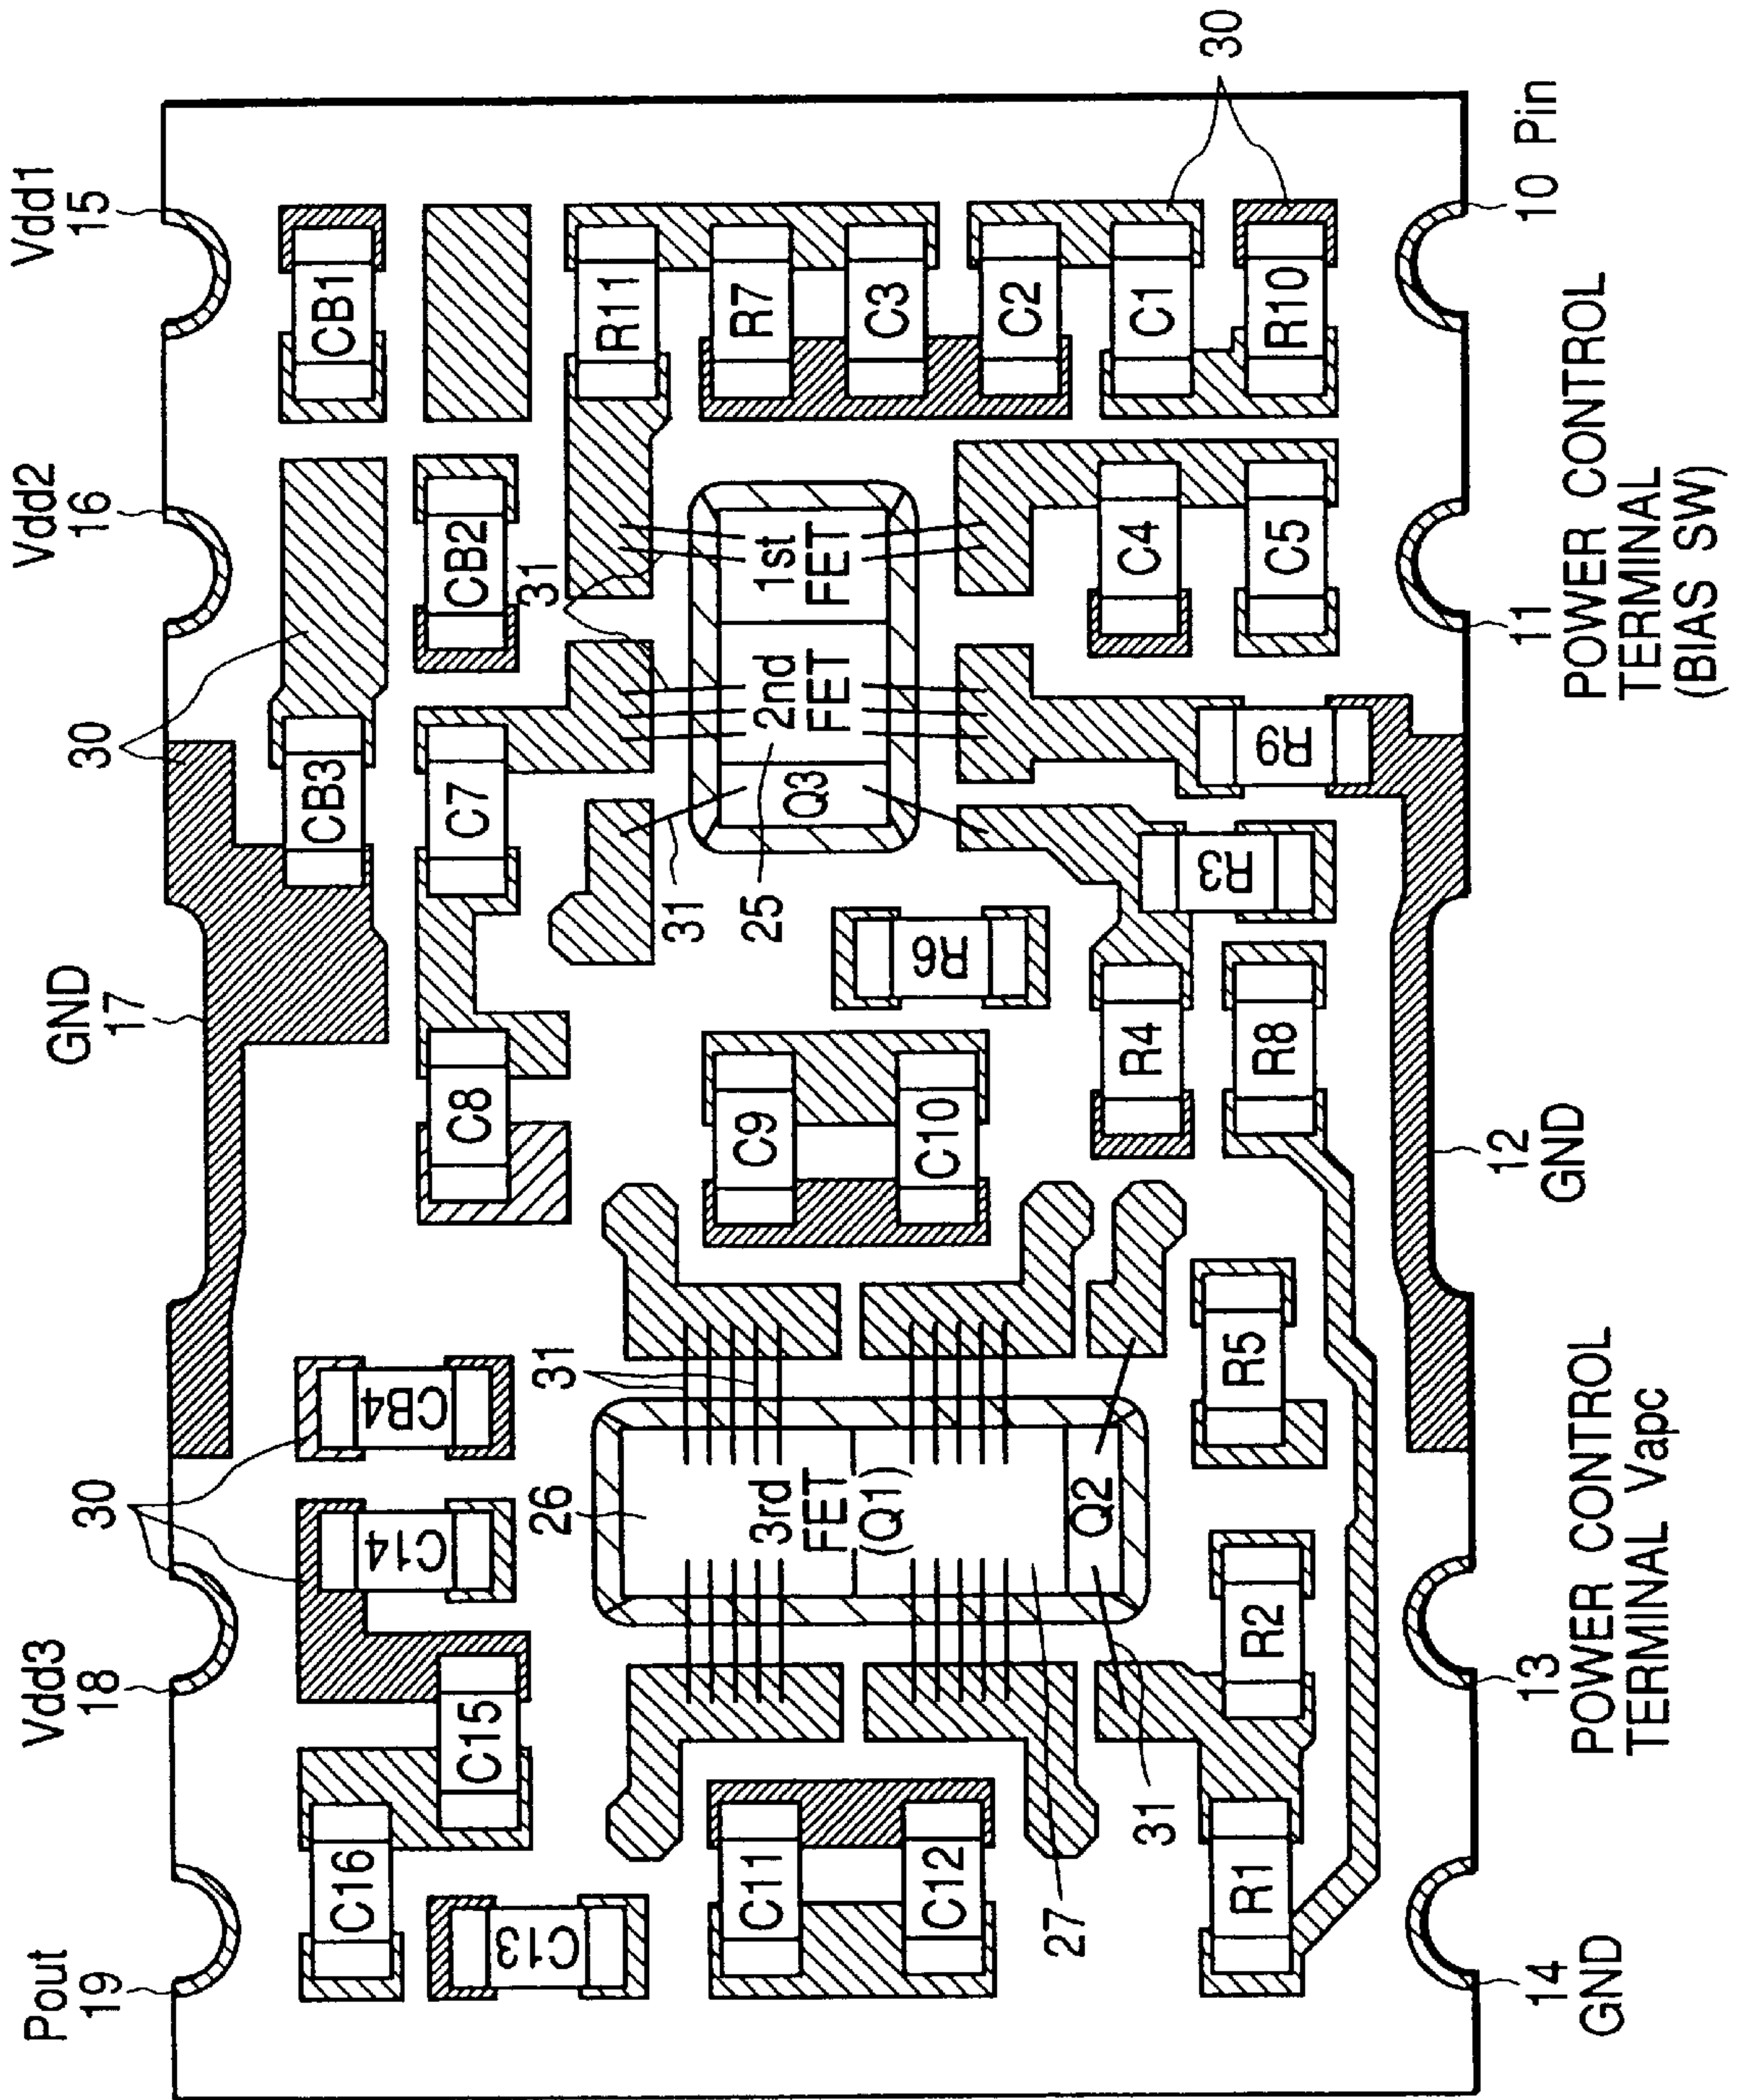 Pout
19
Vdd3
18
GND
17
Vdd2
16
Vdd1
15
30
30
30
C16
C15
C14
CB4
CB3
CB1
C13
C8
C7
CB2
31
31
31
R11
26
3rd
FET
(Q1)
Q2
25
Q3
2nd
FET
1st
FET
C11
C12
C9
C10
R6
R7
C3
C2
C1
R10
27
31
R1
R2
R5
R4
R8
R3
R9
C4
C5
14
GND
13
POWER CONTROL
TERMINAL Vapc
12
GND
11
POWER CONTROL
TERMINAL
(BIAS SW)
10 Pin